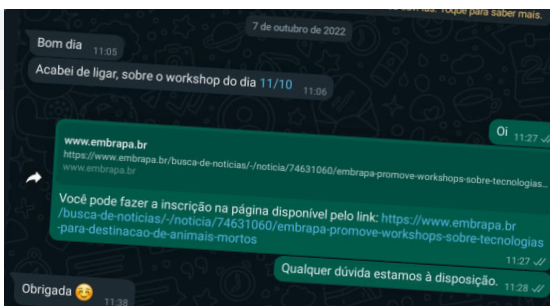 Toque para saber mais.
7 de outubro de 2022
Bom dia 11:05
Acabei de ligar, sobre o workshop do dia 11/10 11:06
Oi 11:27
www.embrapa.br
https://www.embrapa.br/busca-de-noticias/-/noticia/74631060/embrapa-promove-workshops-sobre-tecnologias...
www.embrapa.br
Você pode fazer a inscrição na página disponível pelo link: https://www.embrapa.br
/busca-de-noticias/-/noticia/74631060/embrapa-promove-workshops-sobre-tecnologias
-para-destinacao-de-animais-mortos
11:27
Qualquer dúvida estamos à disposição. 11:28
Obrigada 😊 11:38